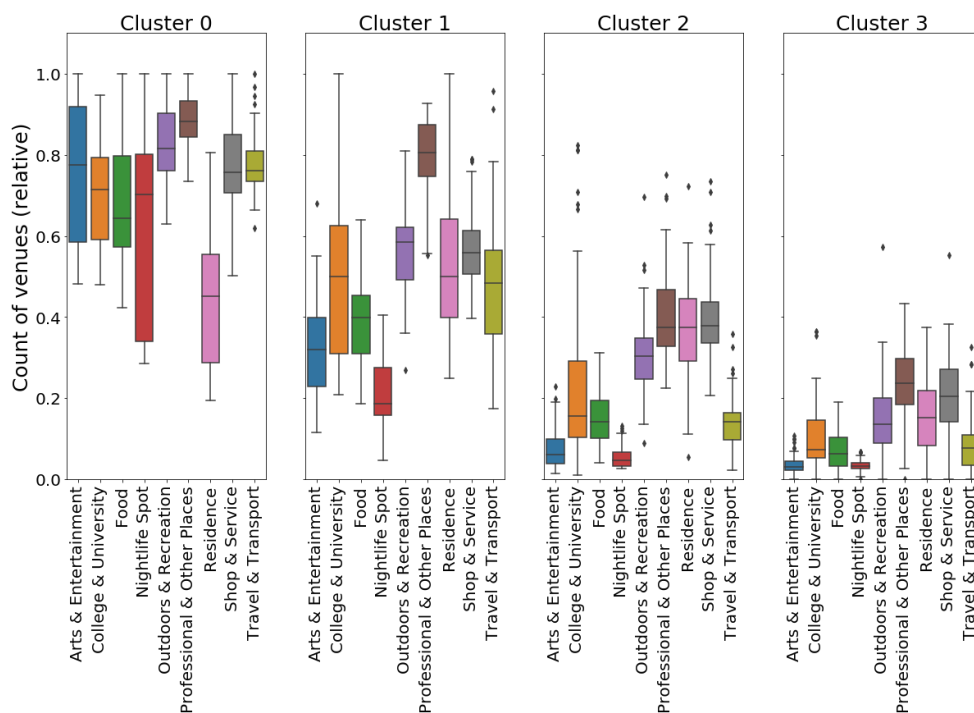 Cluster 0
Cluster 1
Cluster 2
Cluster 3
Count of venues (relative)
1.0
0.8
0.6
0.4
0.2
0.0
Arts & Entertainment
College & University
Food
Nightlife Spot
Outdoors & Recreation
Professional & Other Places
Residence
Shop & Service
Travel & Transport
Arts & Entertainment
College & University
Food
Nightlife Spot
Outdoors & Recreation
Professional & Other Places
Residence
Shop & Service
Travel & Transport
Arts & Entertainment
College & University
Food
Nightlife Spot
Outdoors & Recreation
Professional & Other Places
Residence
Shop & Service
Travel & Transport
Arts & Entertainment
College & University
Food
Nightlife Spot
Outdoors & Recreation
Professional & Other Places
Residence
Shop & Service
Travel & Transport